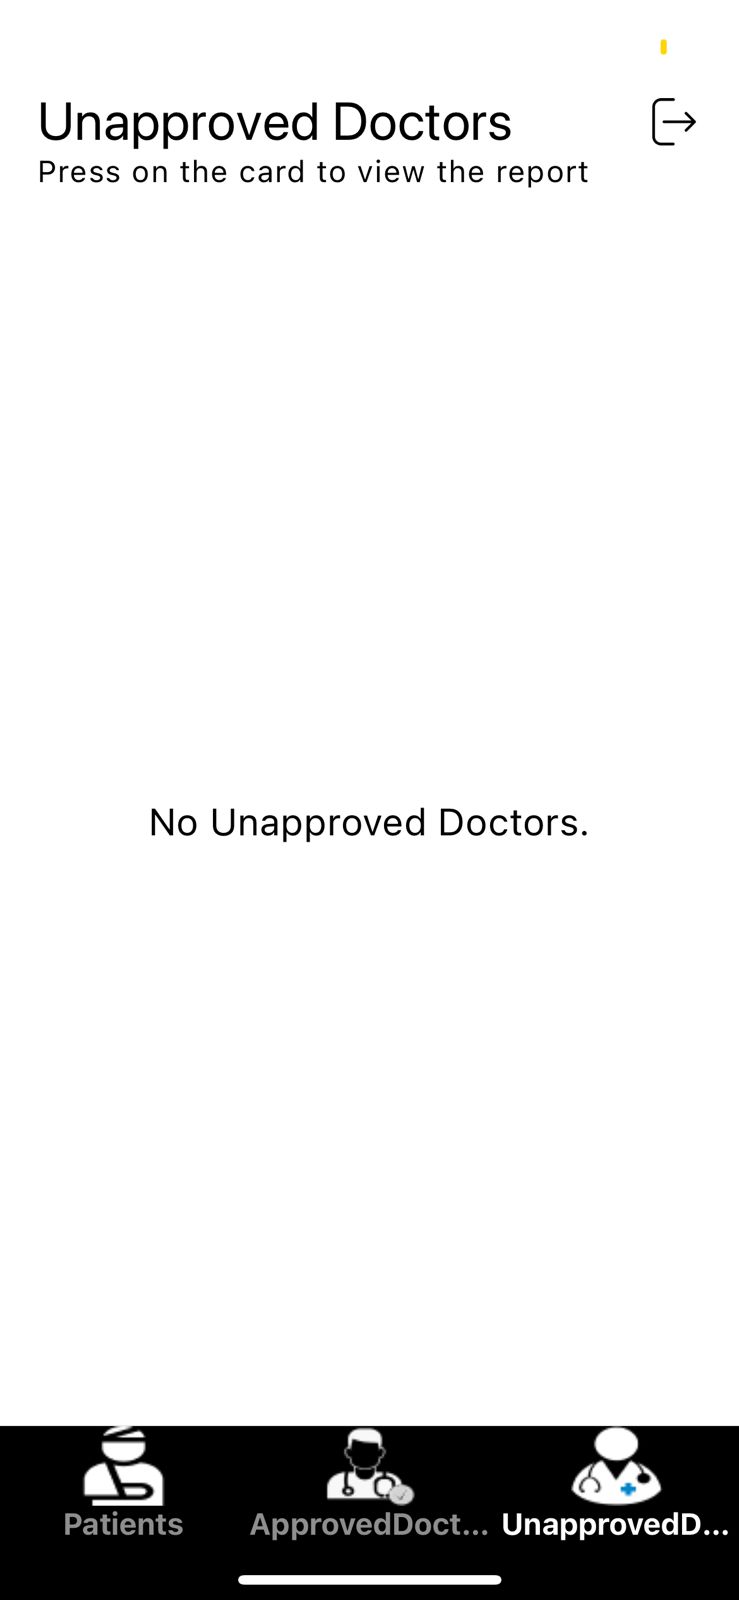 Unapproved Doctors
Press on the card to view the report
No Unapproved Doctors.
Patients
ApprovedDoct...
UnapprovedD...